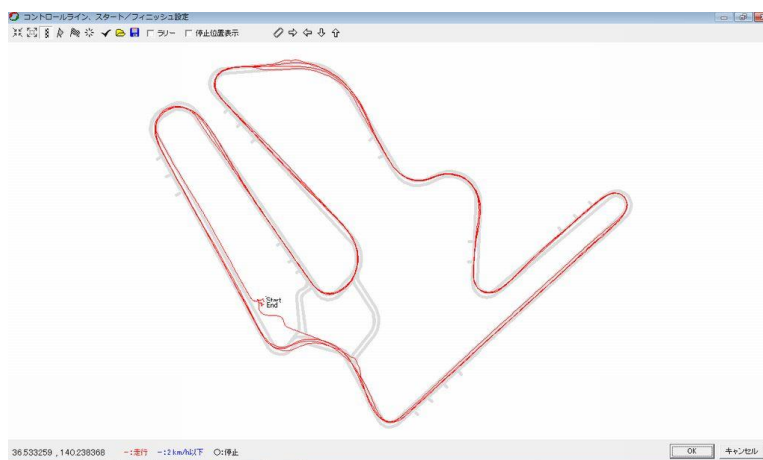 コントロールライン、スタート／フィニッシュ設定
ラリー 停止位置表示
Start
End
36.533259 , 140.238368 -:走行 -:2km/h以下 〇:停止
OK キャンセル